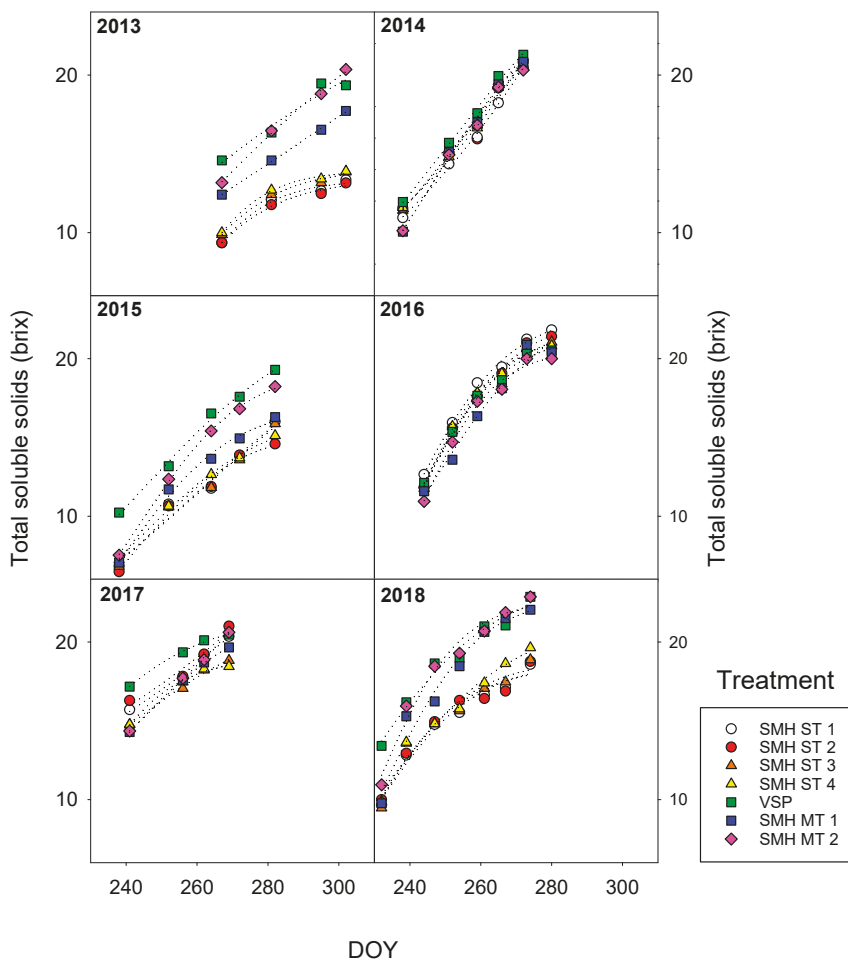 2013
2014
20
20
10
10
2015
2016
20
20
10
10
Total soluble solids (brix)
Total soluble solids (brix)
2017
2018
20
20
10
10
240
260
280
300
240
260
280
300
DOY
Treatment
SMH ST 1
SMH ST 2
SMH ST 3
SMH ST 4
VSP
SMH MT 1
SMH MT 2